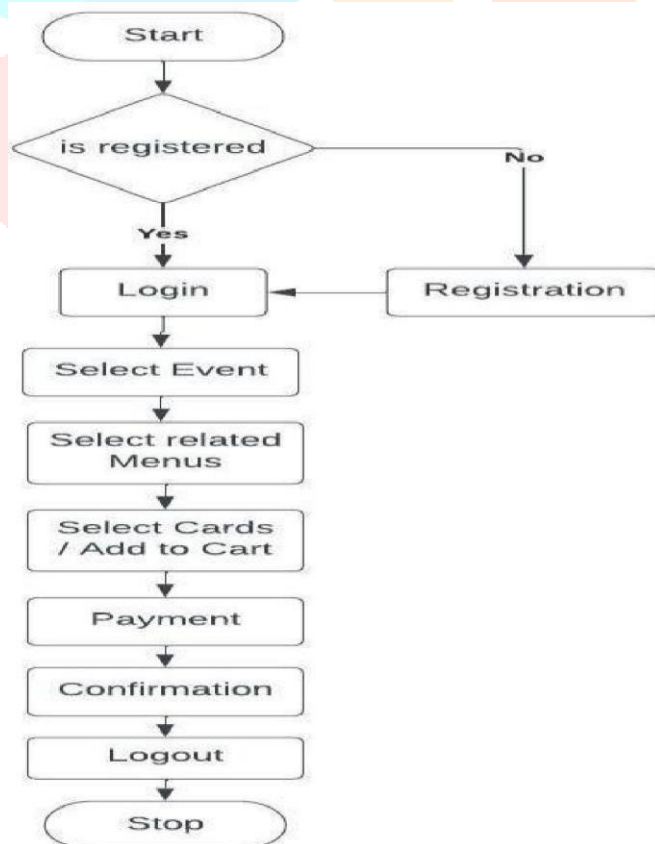 Start
is registered
No
Yes
Login
Registration
Select Event
Select related
Menus
Select Cards
/ Add to Cart
Payment
Confirmation
Logout
Stop